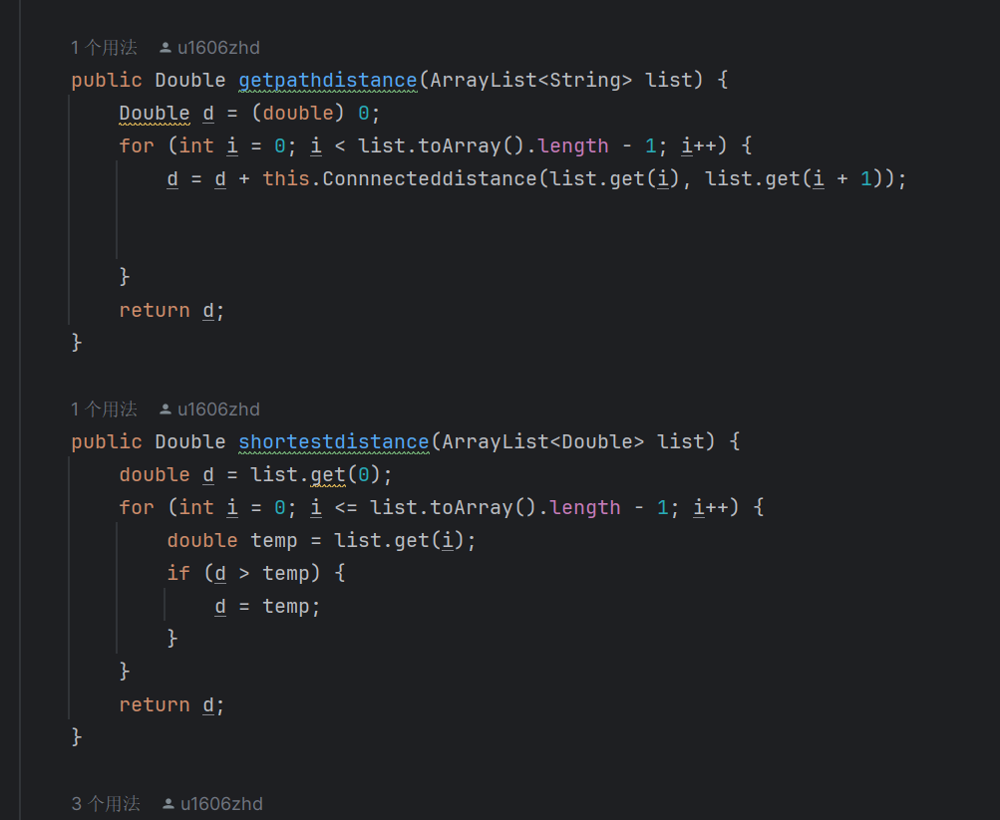 1 个用法 u1606zhd
public Double getpathdistance(ArrayList<String> list) {
Double d = (double) 0;
for (int i = 0; i < list.toArray().length - 1; i++) {
d = d + this.Connnecteddistance(list.get(i), list.get(i + 1));
}
return d;
}
1 个用法 u1606zhd
public Double shortestdistance(ArrayList<Double> list) {
double d = list.get(0);
for (int i = 0; i <= list.toArray().length - 1; i++) {
double temp = list.get(i);
if (d > temp) {
d = temp;
}
}
return d;
}
3 个用法 u1606zhd